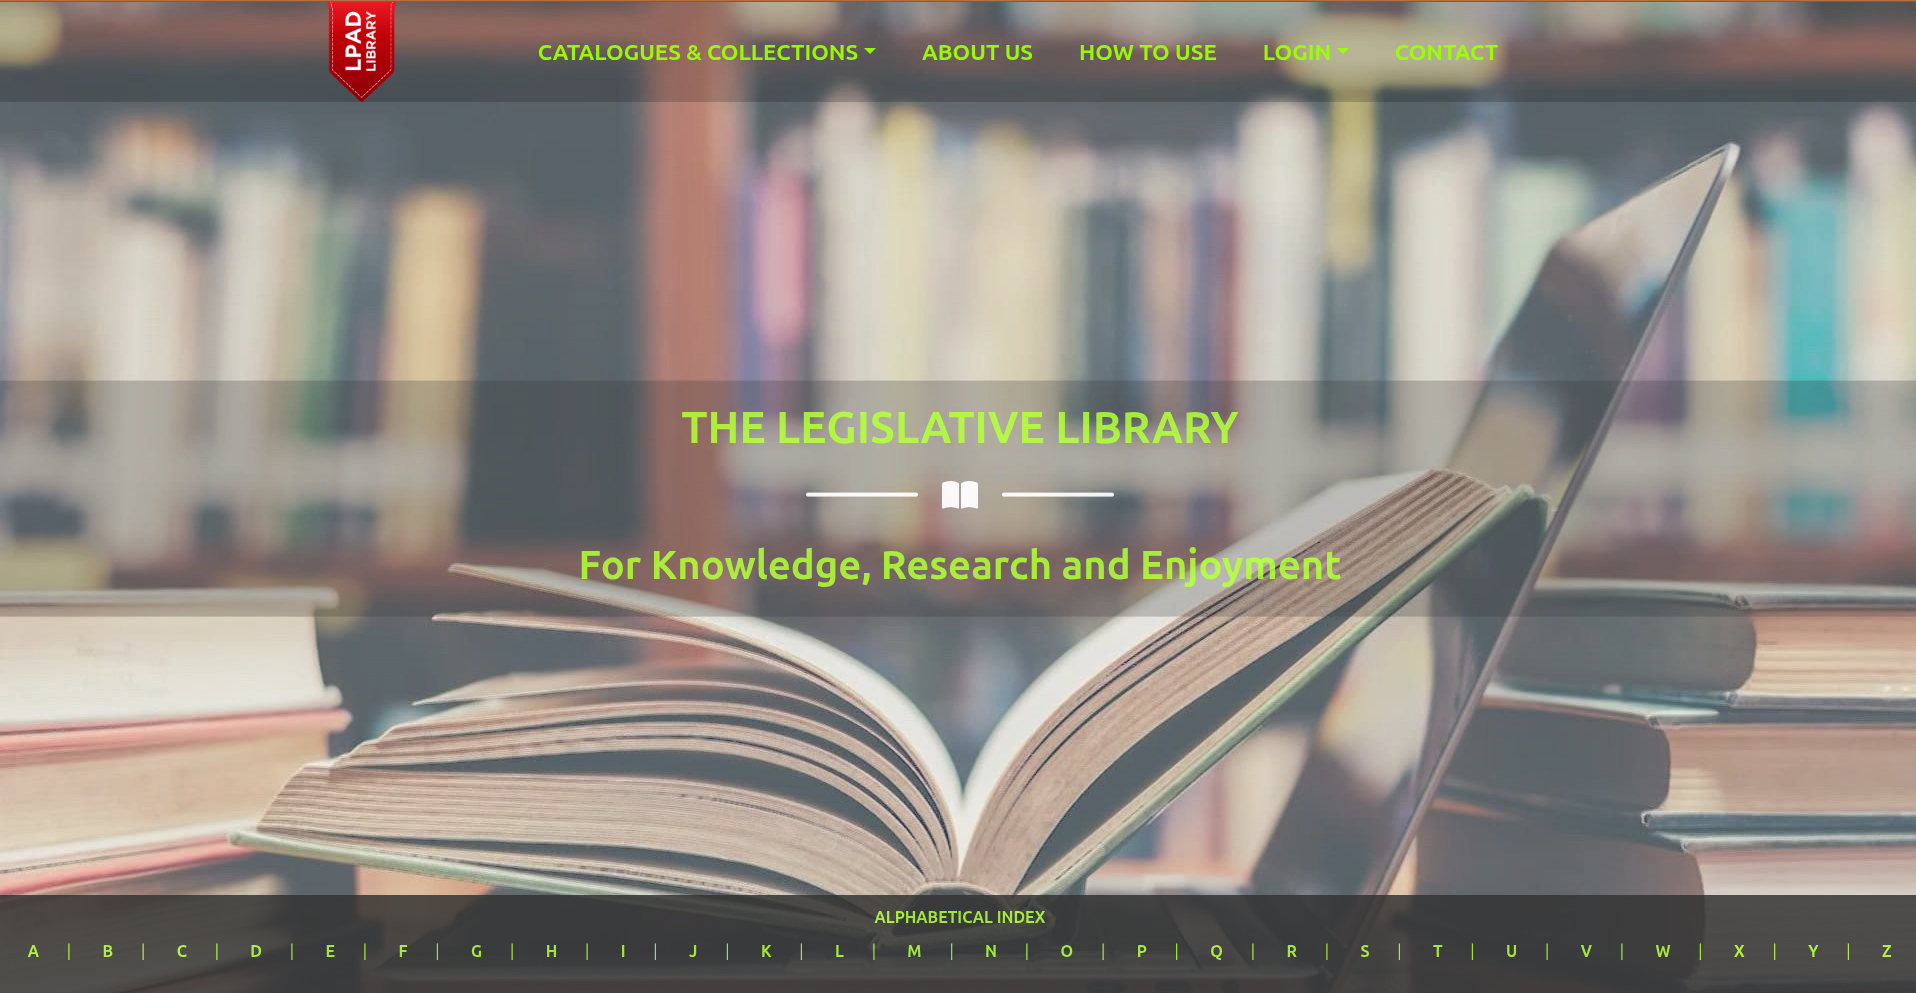 LPAD
LIBRARY
CATALOGUES & COLLECTIONS ABOUT US HOW TO USE LOGIN CONTACT
THE LEGISLATIVE LIBRARY
For Knowledge, Research and Enjoyment
ALPHABETICAL INDEX
A | B | C | D | E | F | G | H | I | J | K | L | M | N | O | P | Q | R | S | T | U | V | W | X | Y | Z